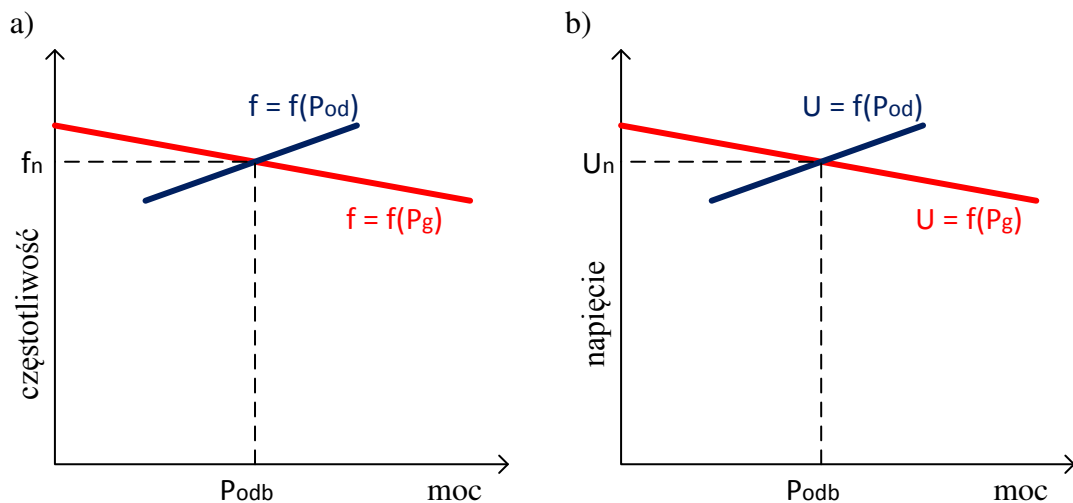 a)
f = f(Pod)
fn
f = f(Pg)
częstotliwość
Podb
moc
b)
U = f(Pod)
Un
U = f(Pg)
napięcie
Podb
moc